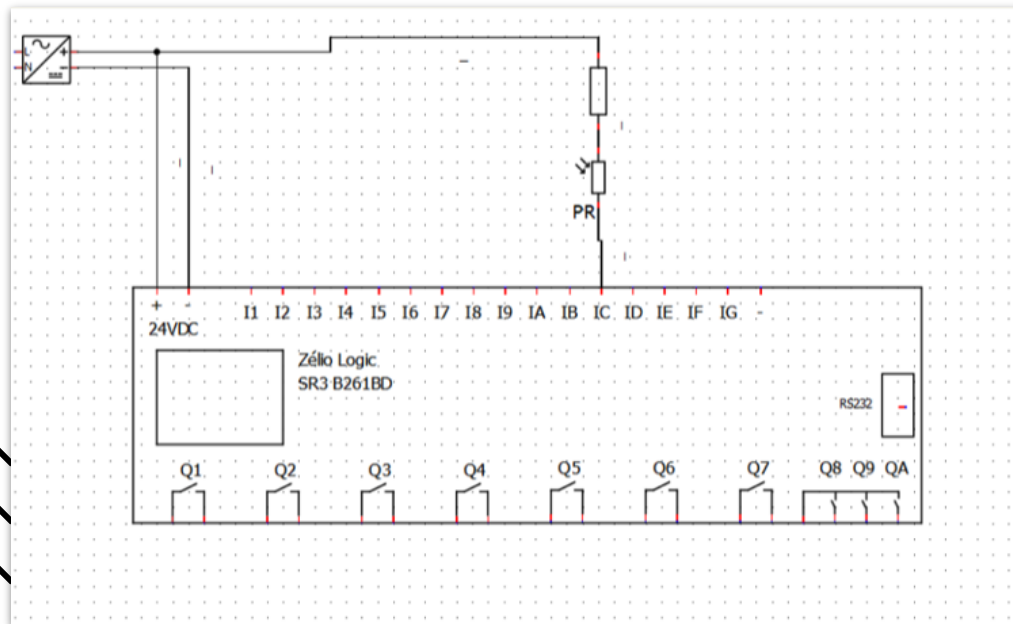 L
+
N
-
PR
+ -
I1 I2 I3 I4 I5 I6 I7 I8 I9 IA IB IC ID IE IF IG -
24VDC
Zélio Logic
SR3 B261BD
RS232
Q1 Q2 Q3 Q4 Q5 Q6 Q7 Q8 Q9 QA